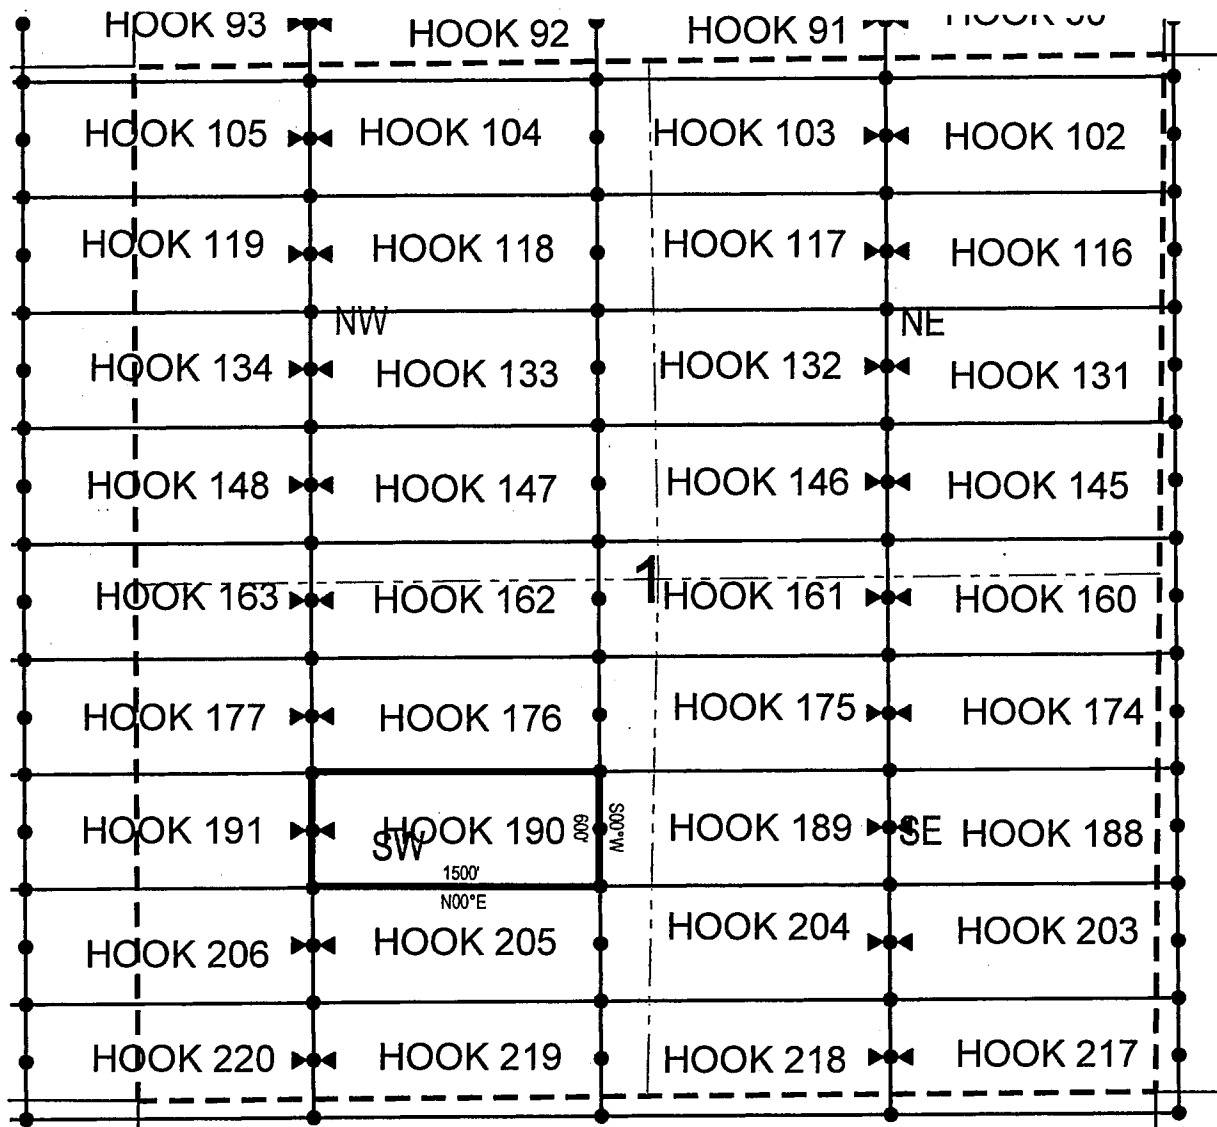 HOOK 93 HOOK 92 HOOK 91
HOOK 105 HOOK 104 HOOK 103 HOOK 102
HOOK 119 HOOK 118 HOOK 117 HOOK 116
NW NE
HOOK 134 HOOK 133 HOOK 132 HOOK 131
HOOK 148 HOOK 147 HOOK 146 HOOK 145
1
HOOK 163 HOOK 162 HOOK 161 HOOK 160
HOOK 177 HOOK 176 HOOK 175 HOOK 174
HOOK 191 HOOK 190 600' S00°W HOOK 189 HOOK 188
SW SE
1500'
N00°E
HOOK 206 HOOK 205 HOOK 204 HOOK 203
HOOK 220 HOOK 219 HOOK 218 HOOK 217